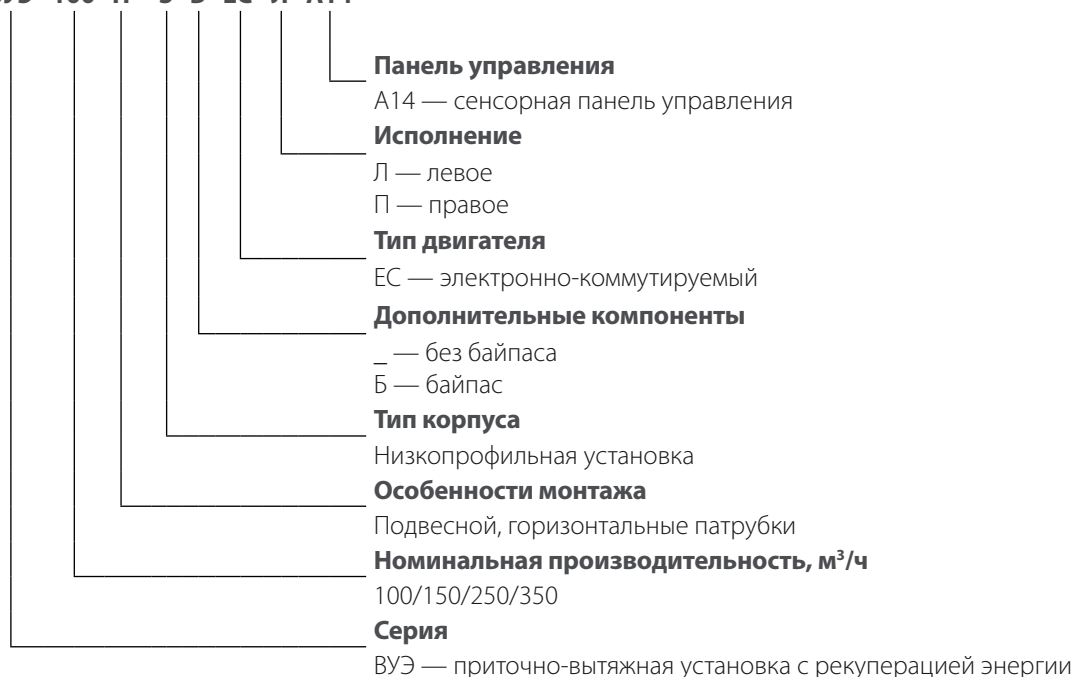 Панель управления
А14 — сенсорная панель управления
Исполнение
Л — левое
П — правое
Тип двигателя
ЕС — электронно-коммутируемый
Дополнительные компоненты
_ — без байпаса
Б — байпас
Тип корпуса
Низкопрофильная установка
Особенности монтажа
Подвесной, горизонтальные патрубки
Номинальная производительность, м³/ч
100/150/250/350
Серия
ВУЭ — приточно-вытяжная установка с рекуперацией энергии